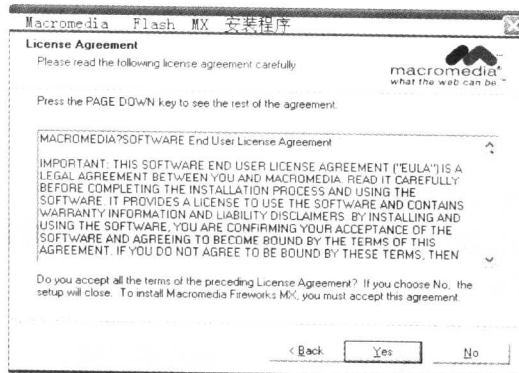 Macromedia Flash MX 安装程序
License Agreement
Please read the following license agreement carefully
macromedia®
what the web can be.™
Press the PAGE DOWN key to see the rest of the agreement.
MACROMEDIA?SOFTWARE End User License Agreement
IMPORTANT: THIS SOFTWARE END USER LICENSE AGREEMENT ("EULA") IS A
LEGAL AGREEMENT BETWEEN YOU AND MACROMEDIA. READ IT CAREFULLY
BEFORE COMPLETING THE INSTALLATION PROCESS AND USING THE
SOFTWARE. IT PROVIDES A LICENSE TO USE THE SOFTWARE AND CONTAINS
WARRANTY INFORMATION AND LIABILITY DISCLAIMERS. BY INSTALLING AND
USING THE SOFTWARE, YOU ARE CONFIRMING YOUR ACCEPTANCE OF THE
SOFTWARE AND AGREEING TO BECOME BOUND BY THE TERMS OF THIS
AGREEMENT. IF YOU DO NOT AGREE TO BE BOUND BY THESE TERMS, THEN
Do you accept all the terms of the preceding License Agreement? If you choose No, the
setup will close. To install Macromedia Fireworks MX, you must accept this agreement.
< Back Yes No